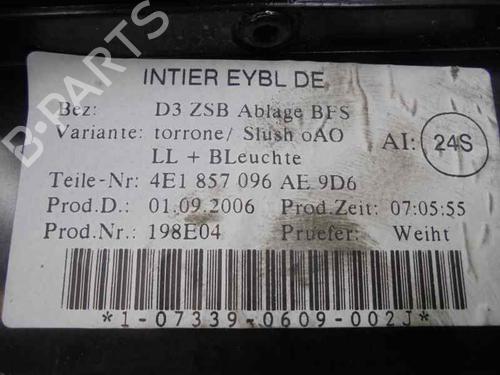 INTIER EYBL DE
Bez: D3 ZSB Ablage BFS
Variante: torrone/ Slush oAO AI: 24S
LL + BLeuchte
Teile-Nr: 4E1 857 096 AE 9D6
Prod.D.: 01.09.2006 Prod Zeit: 07:05:55
Prod.Nr.: 198E04 Pruefer: Weiht
*1-07339-0609-002J*
B-PARTS